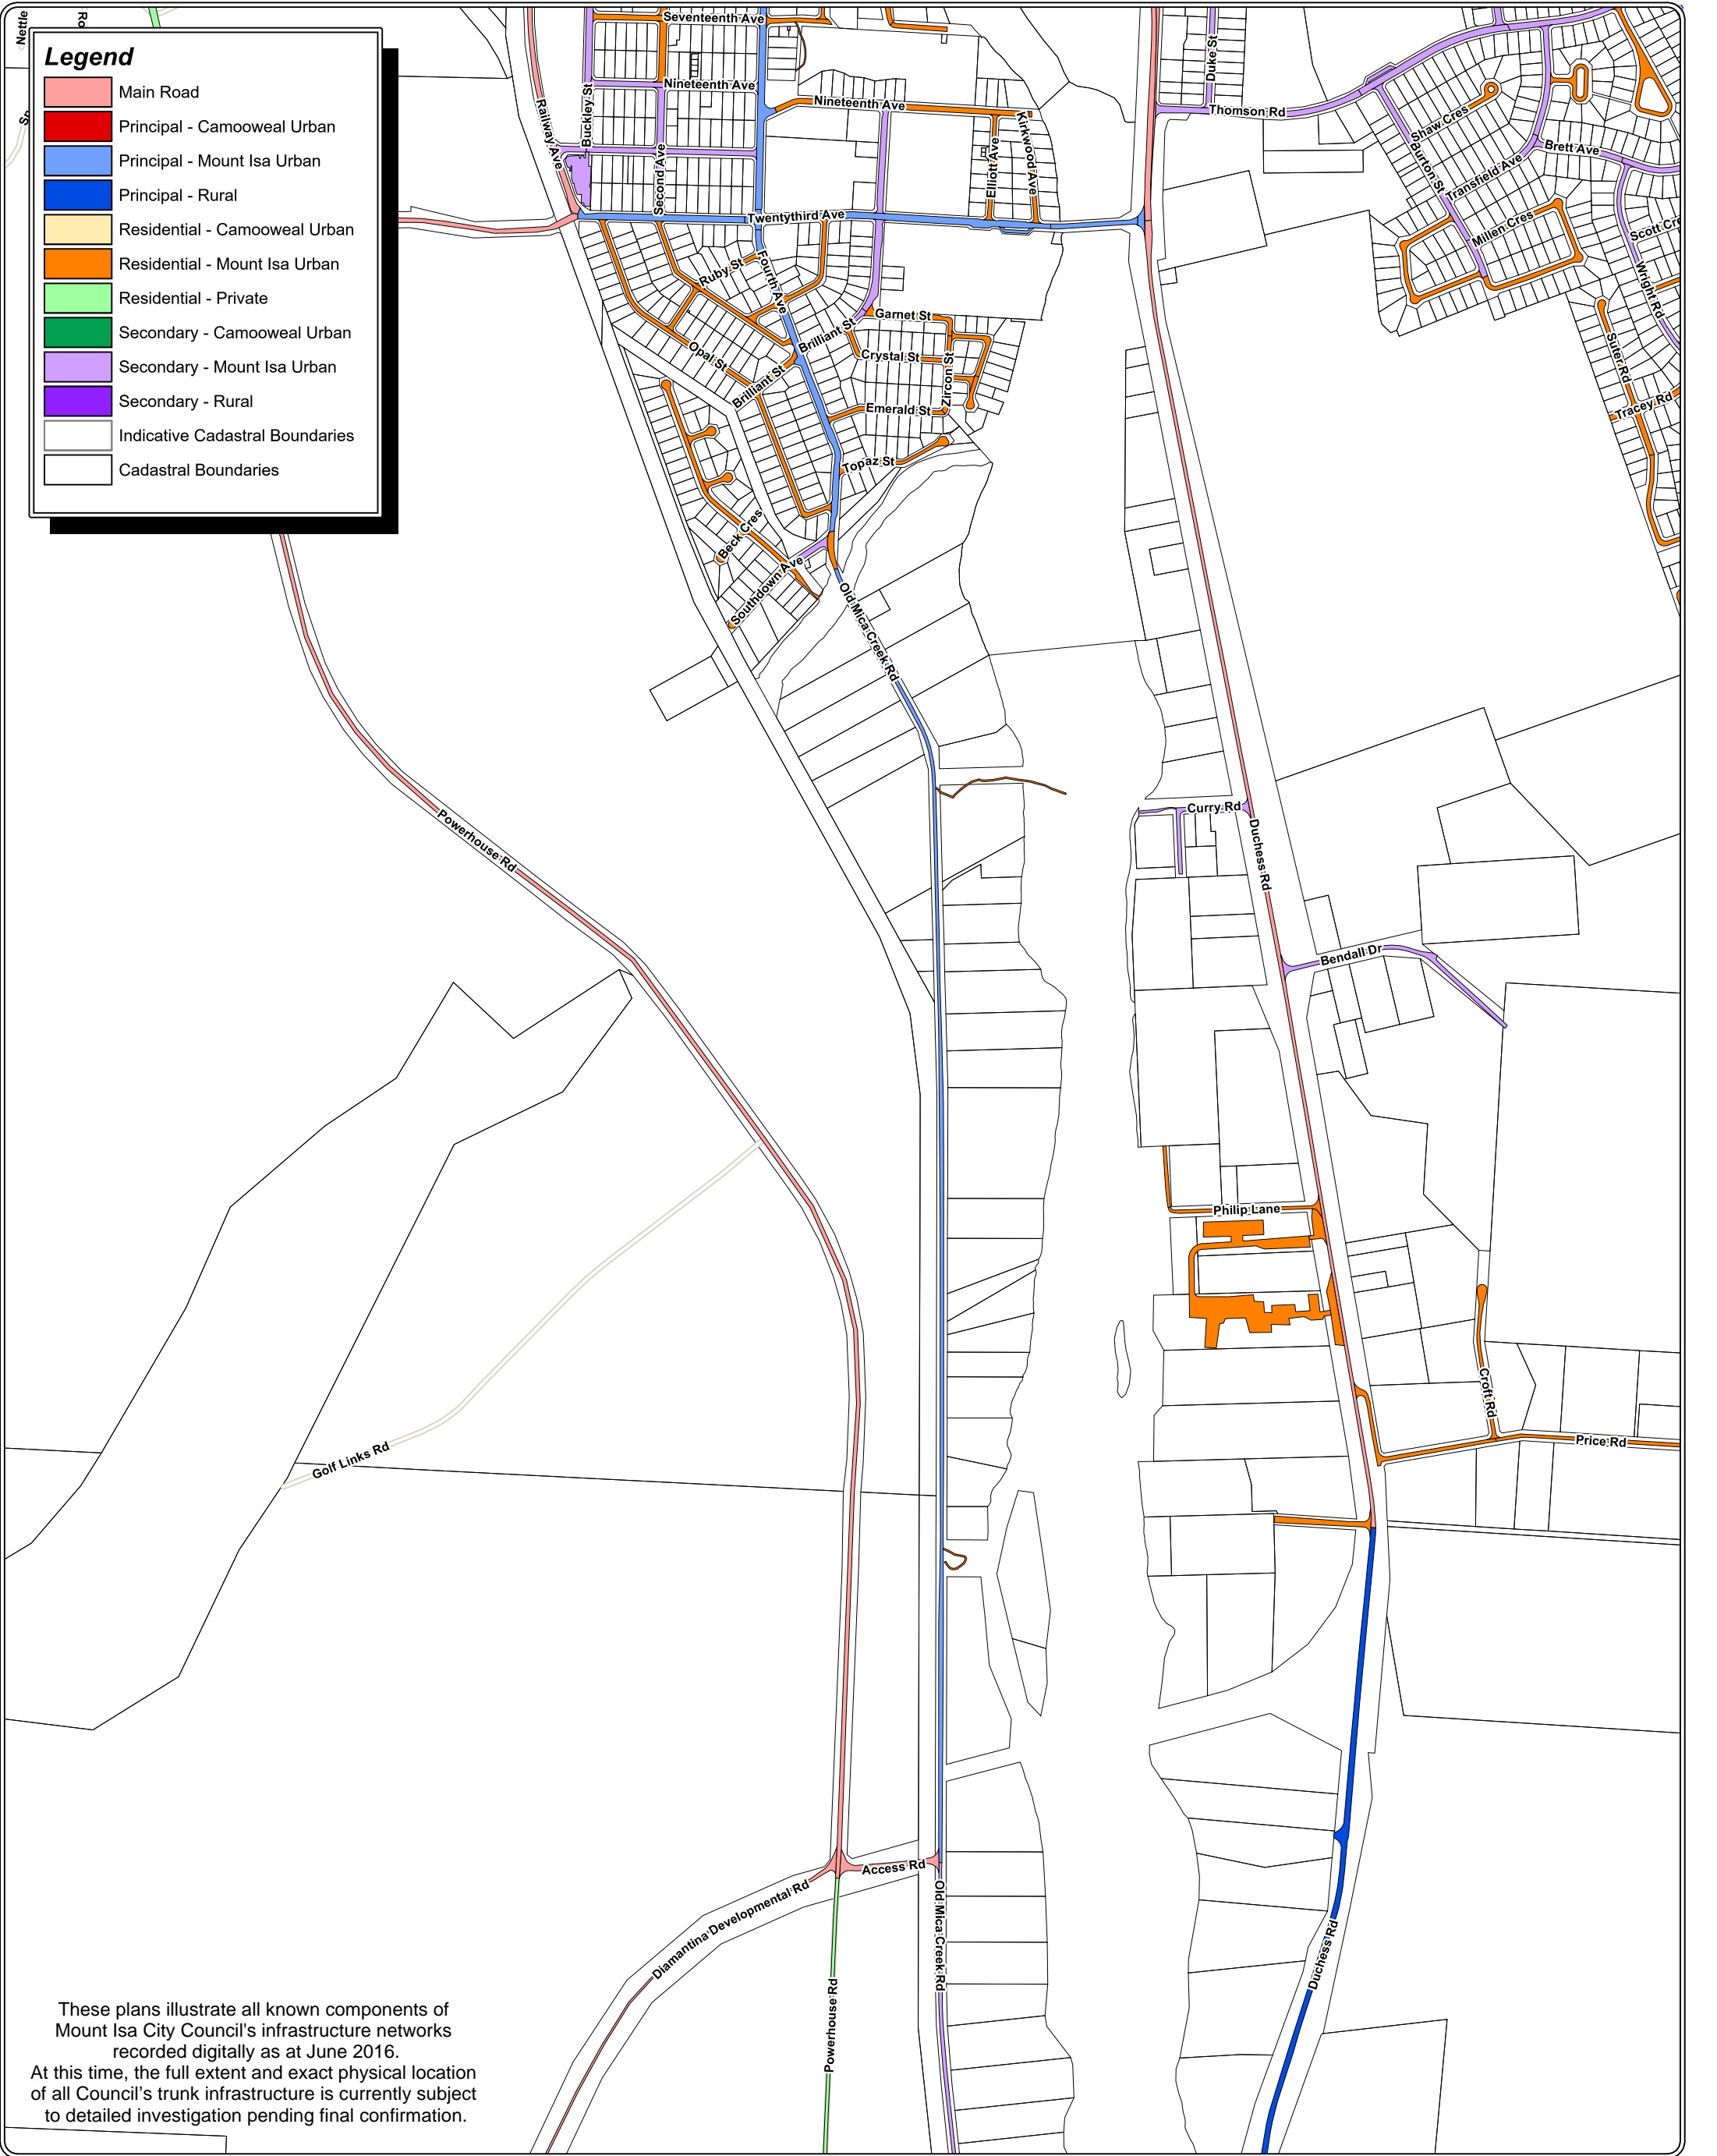 Nettle
Ro
Legend
Main Road
Principal - Camooweal Urban
Principal - Mount Isa Urban
Principal - Rural
Residential - Camooweal Urban
Residential - Mount Isa Urban
Residential - Private
Secondary - Camooweal Urban
Secondary - Mount Isa Urban
Secondary - Rural
Indicative Cadastral Boundaries
Cadastral Boundaries
Seventeenth Ave
Nineteenth Ave
Nineteenth Ave
Buckley St
Railway Ave
Second Ave
Elliott Ave
Kirkwood Ave
Twentythird Ave
Duke St
Thomson Rd
Shaw Cres
Burton St
Transfield Ave
Brett Ave
Millen Cres
Scott Cre
Wright Rd
Suter Rd
Tracey Rd
Ruby St
Fourth Ave
Garnet St
Brilliant St
Crystal St
Zircon St
Opal St
Brilliant St
Emerald St
Topaz St
Beck Cres
Southdown Ave
Old Mica Creek Rd
Powerhouse Rd
Curry Rd
Duchess Rd
Bendall Dr
Philip Lane
Croft Rd
Price Rd
Golf Links Rd
Access Rd
Diamantina Developmental Rd
Old Mica Creek Rd
Powerhouse Rd
Duchess Rd
These plans illustrate all known components of
Mount Isa City Council's infrastructure networks
recorded digitally as at June 2016.
At this time, the full extent and exact physical location
of all Council's trunk infrastructure is currently subject
to detailed investigation pending final confirmation.